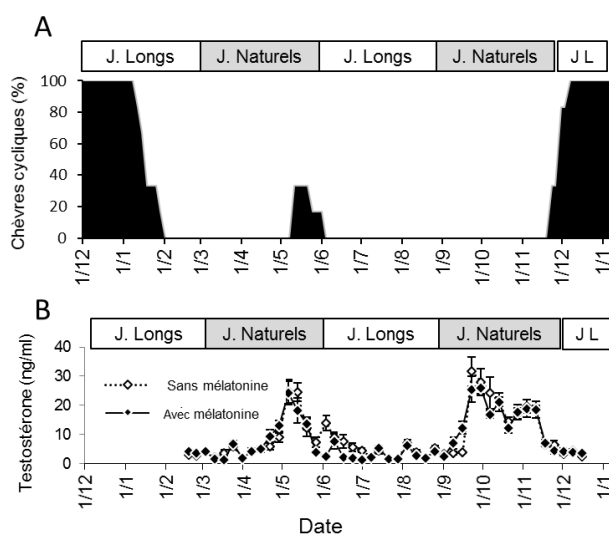 A
J. Longs J. Naturels J. Longs J. Naturels J L
Chèvres cycliques (%)
100
80
60
40
20
0
1/12 1/1 1/2 1/3 1/4 1/5 1/6 1/7 1/8 1/9 1/10 1/11 1/12 1/1
B
J. Longs J. Naturels J. Longs J. Naturels J L
Testostérone (ng/ml)
40
30
20
10
0
Sans mélatonine
Avec mélatonine
1/12 1/1 1/2 1/3 1/4 1/5 1/6 1/7 1/8 1/9 1/10 1/11 1/12 1/1
Date